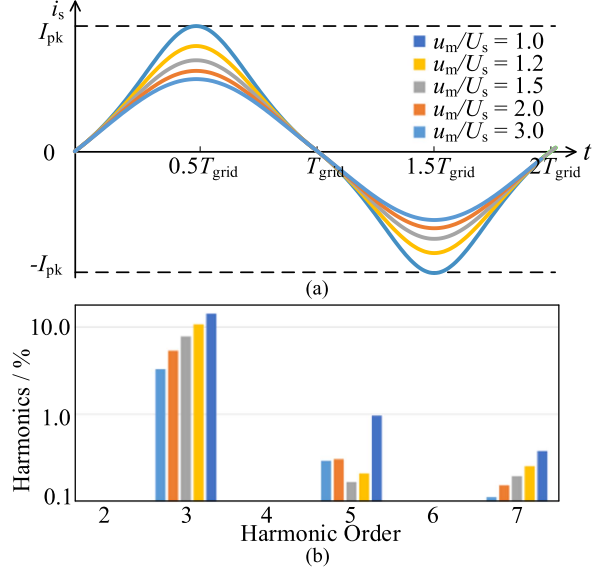 i_s
I_pk
u_m/U_s = 1.0
u_m/U_s = 1.2
u_m/U_s = 1.5
u_m/U_s = 2.0
u_m/U_s = 3.0
0
t
0.5T_grid T_grid 1.5T_grid 2T_grid
-I_pk
(a)
Harmonics / %
10.0
1.0
0.1
2 3 4 5 6 7
Harmonic Order
(b)